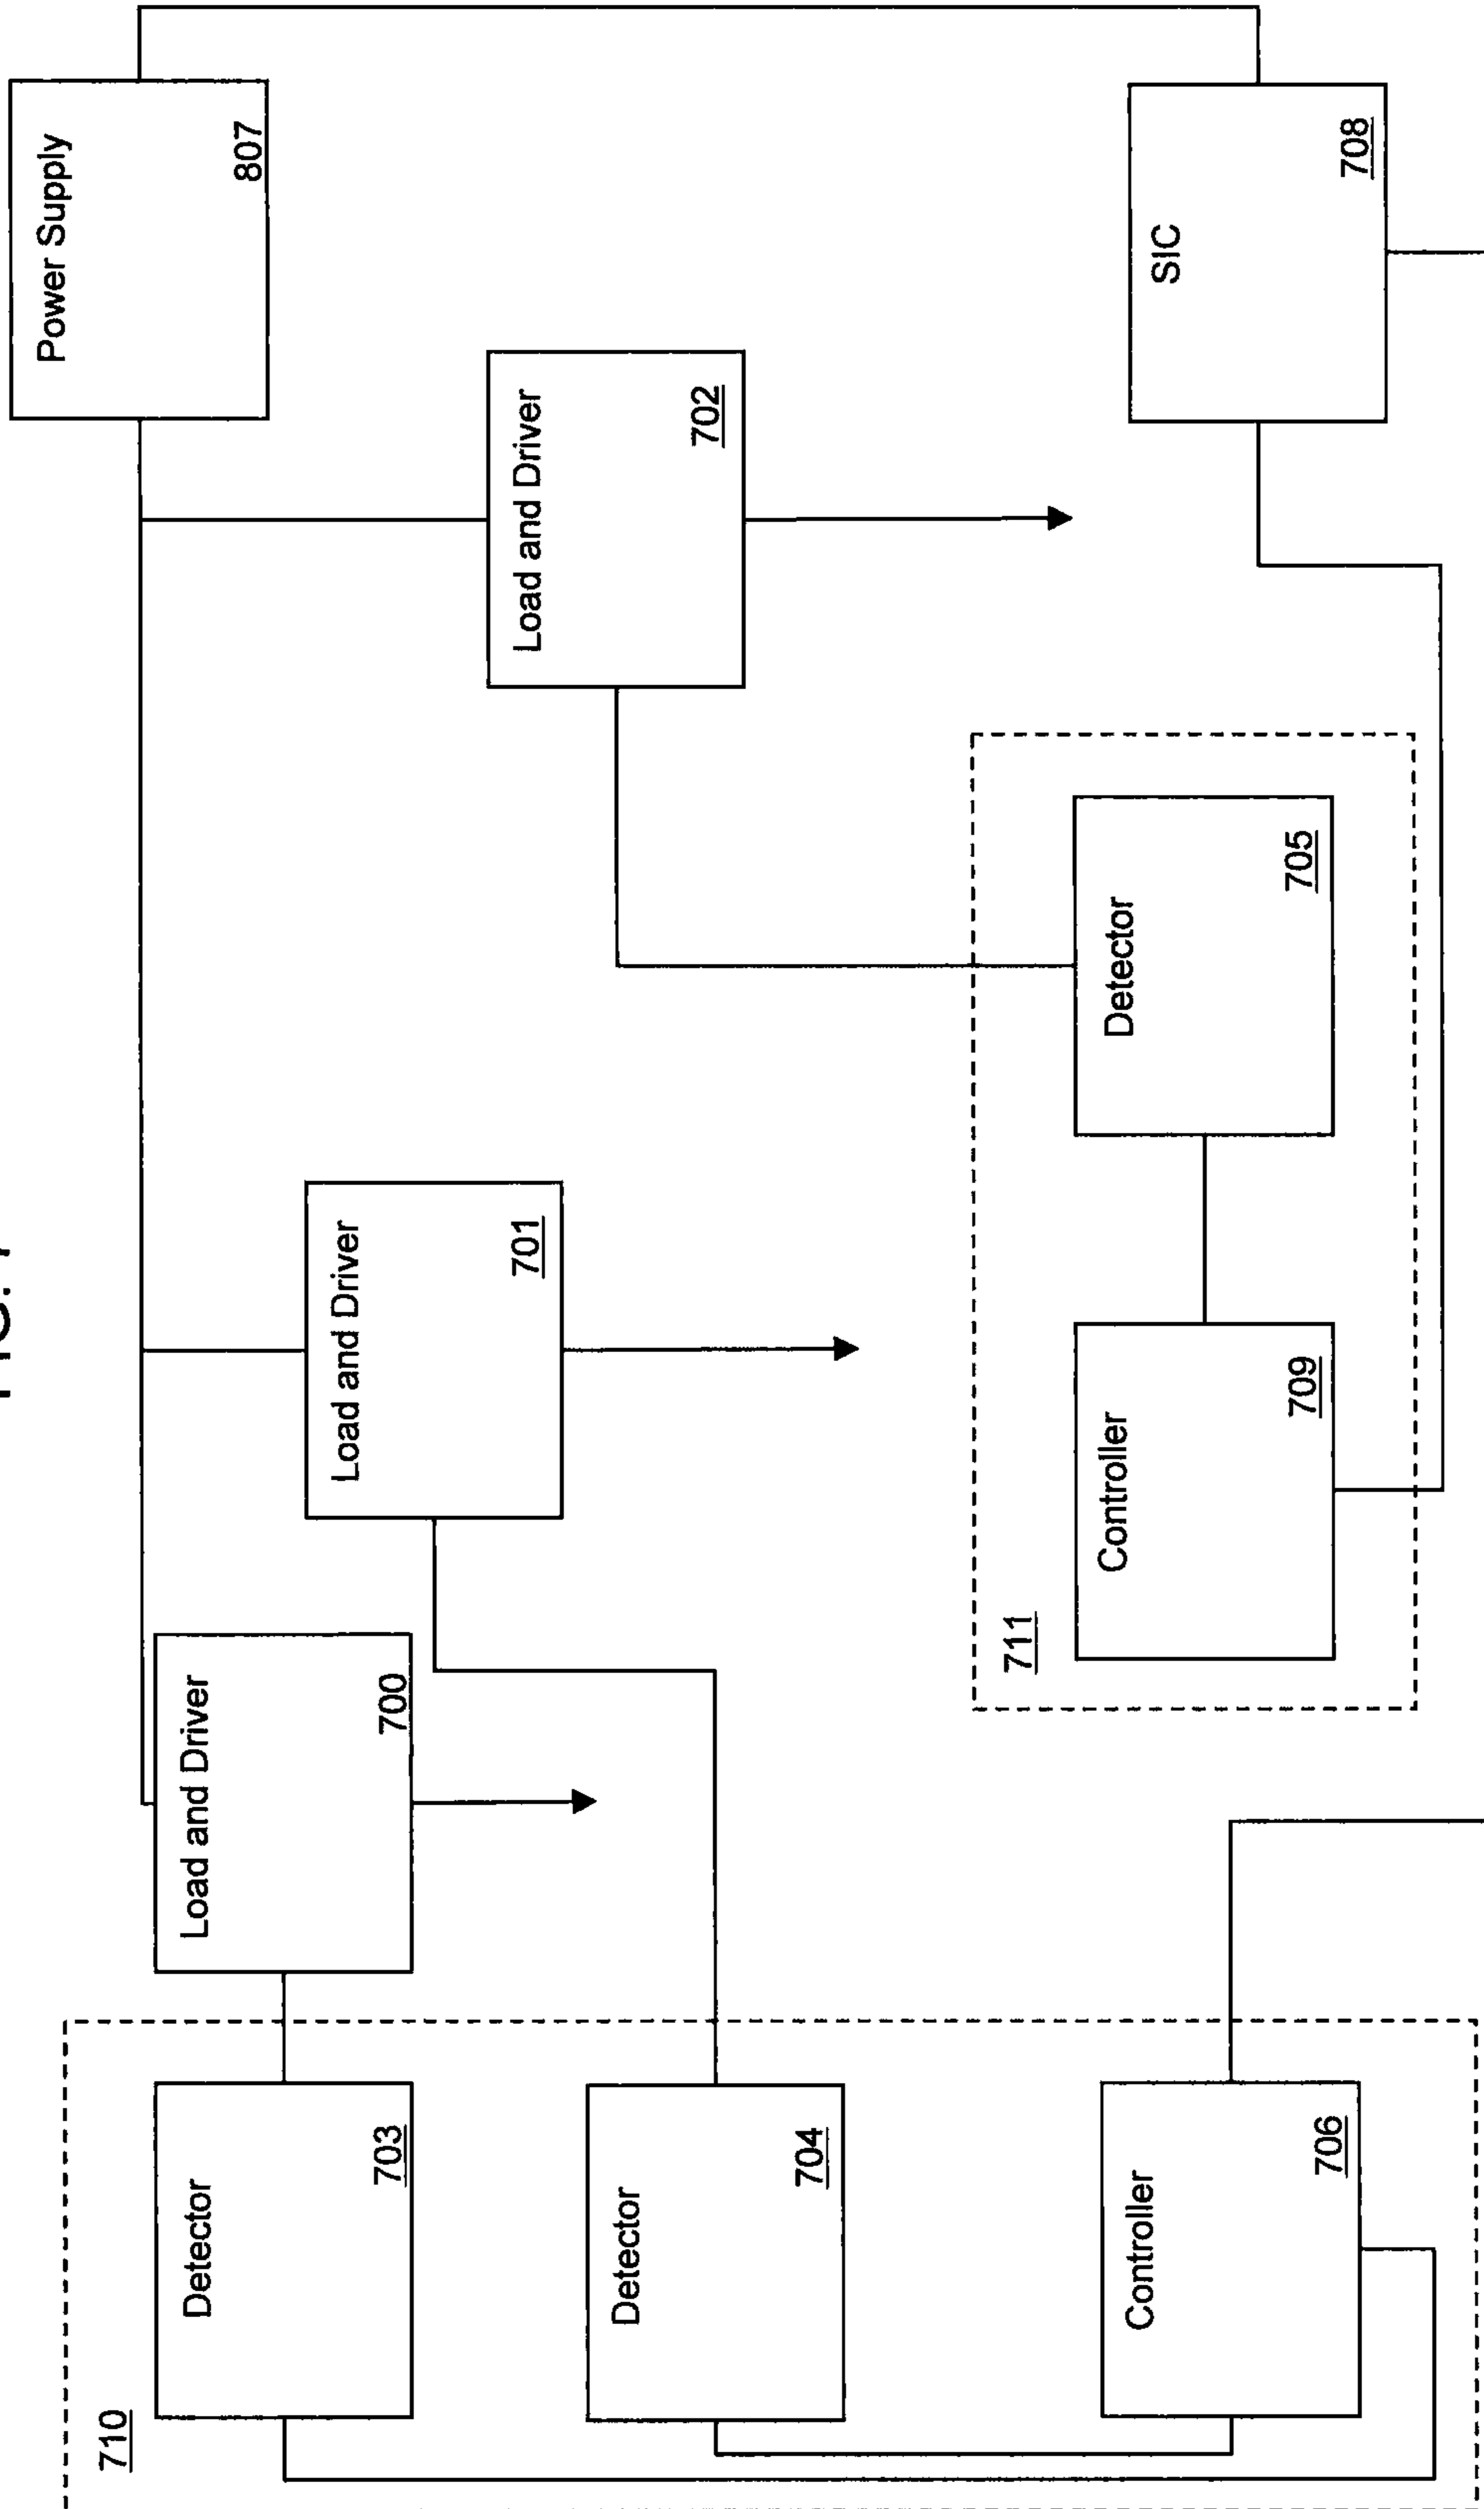 710
Detector
703
Load and Driver
700
Load and Driver
701
Load and Driver
702
Power Supply
807
Detector
704
711
Controller
709
Detector
705
Controller
706
SIC
708